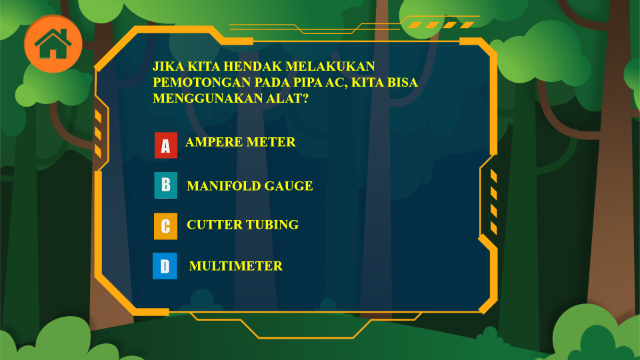 JIKA KITA HENDAK MELAKUKAN
PEMOTONGAN PADA PIPA AC, KITA BISA
MENGGUNAKAN ALAT?
A AMPERE METER
B MANIFOLD GAUGE
C CUTTER TUBING
D MULTIMETER